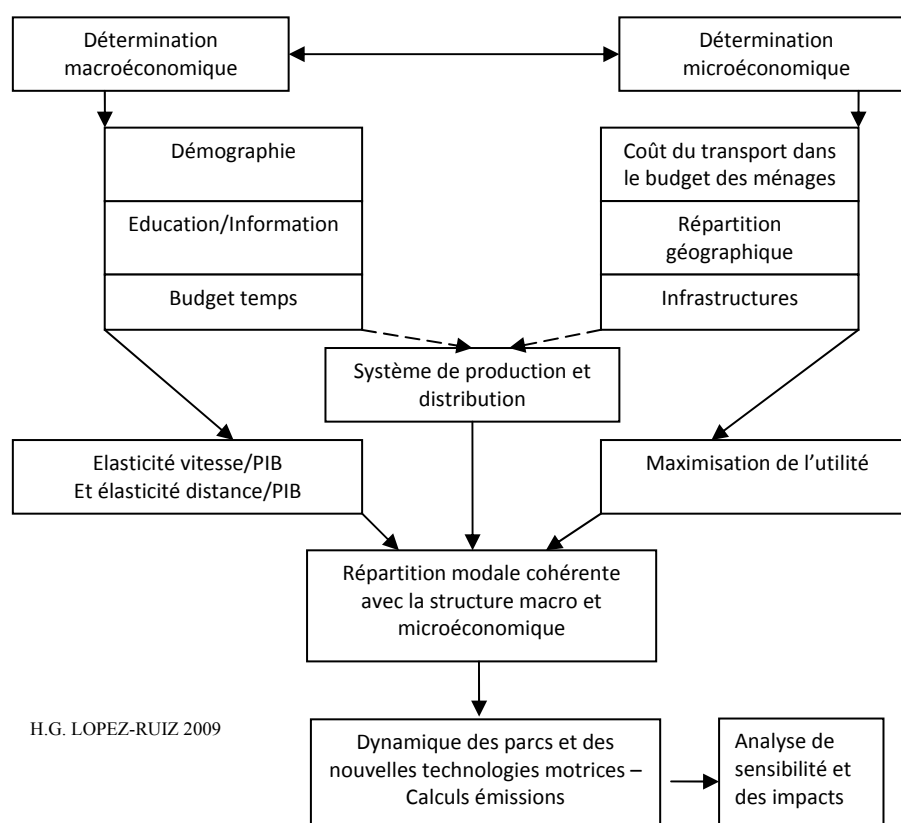 Détermination
macroéconomique
Détermination
microéconomique
Démographie
Education/Information
Budget temps
Coût du transport dans
le budget des ménages
Répartition
géographique
Infrastructures
Système de production et
distribution
Elasticité vitesse/PIB
Et élasticité distance/PIB
Maximisation de l’utilité
Répartition modale cohérente
avec la structure macro et
microéconomique
H.G. LOPEZ-RUIZ 2009
Dynamique des parcs et des
nouvelles technologies motrices –
Calculs émissions
Analyse de
sensibilité et
des impacts